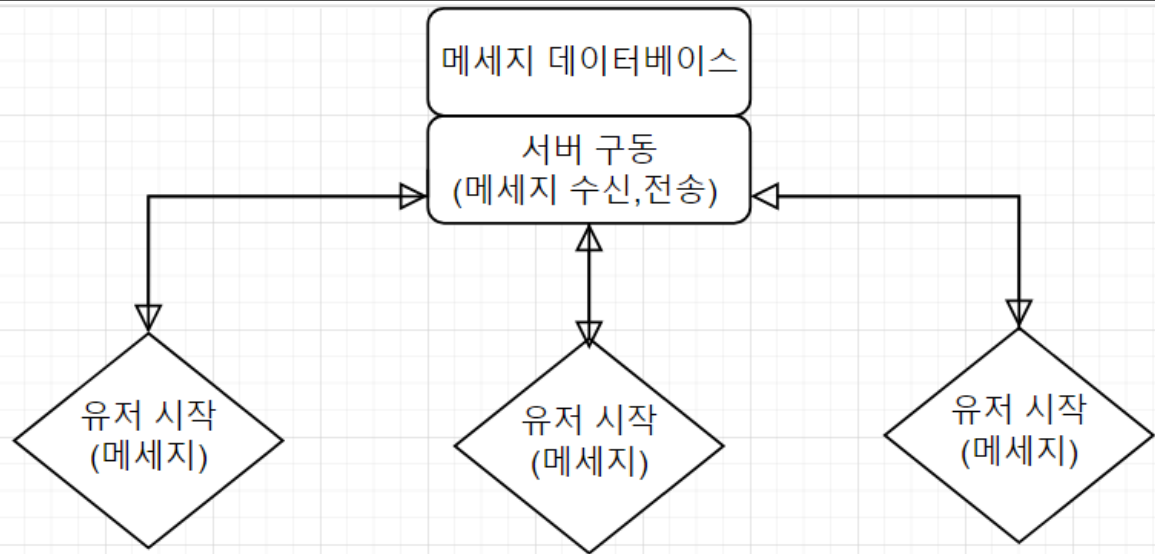 메세지 데이터베이스
서버 구동
(메세지 수신,전송)
유저 시작
(메세지)
유저 시작
(메세지)
유저 시작
(메세지)